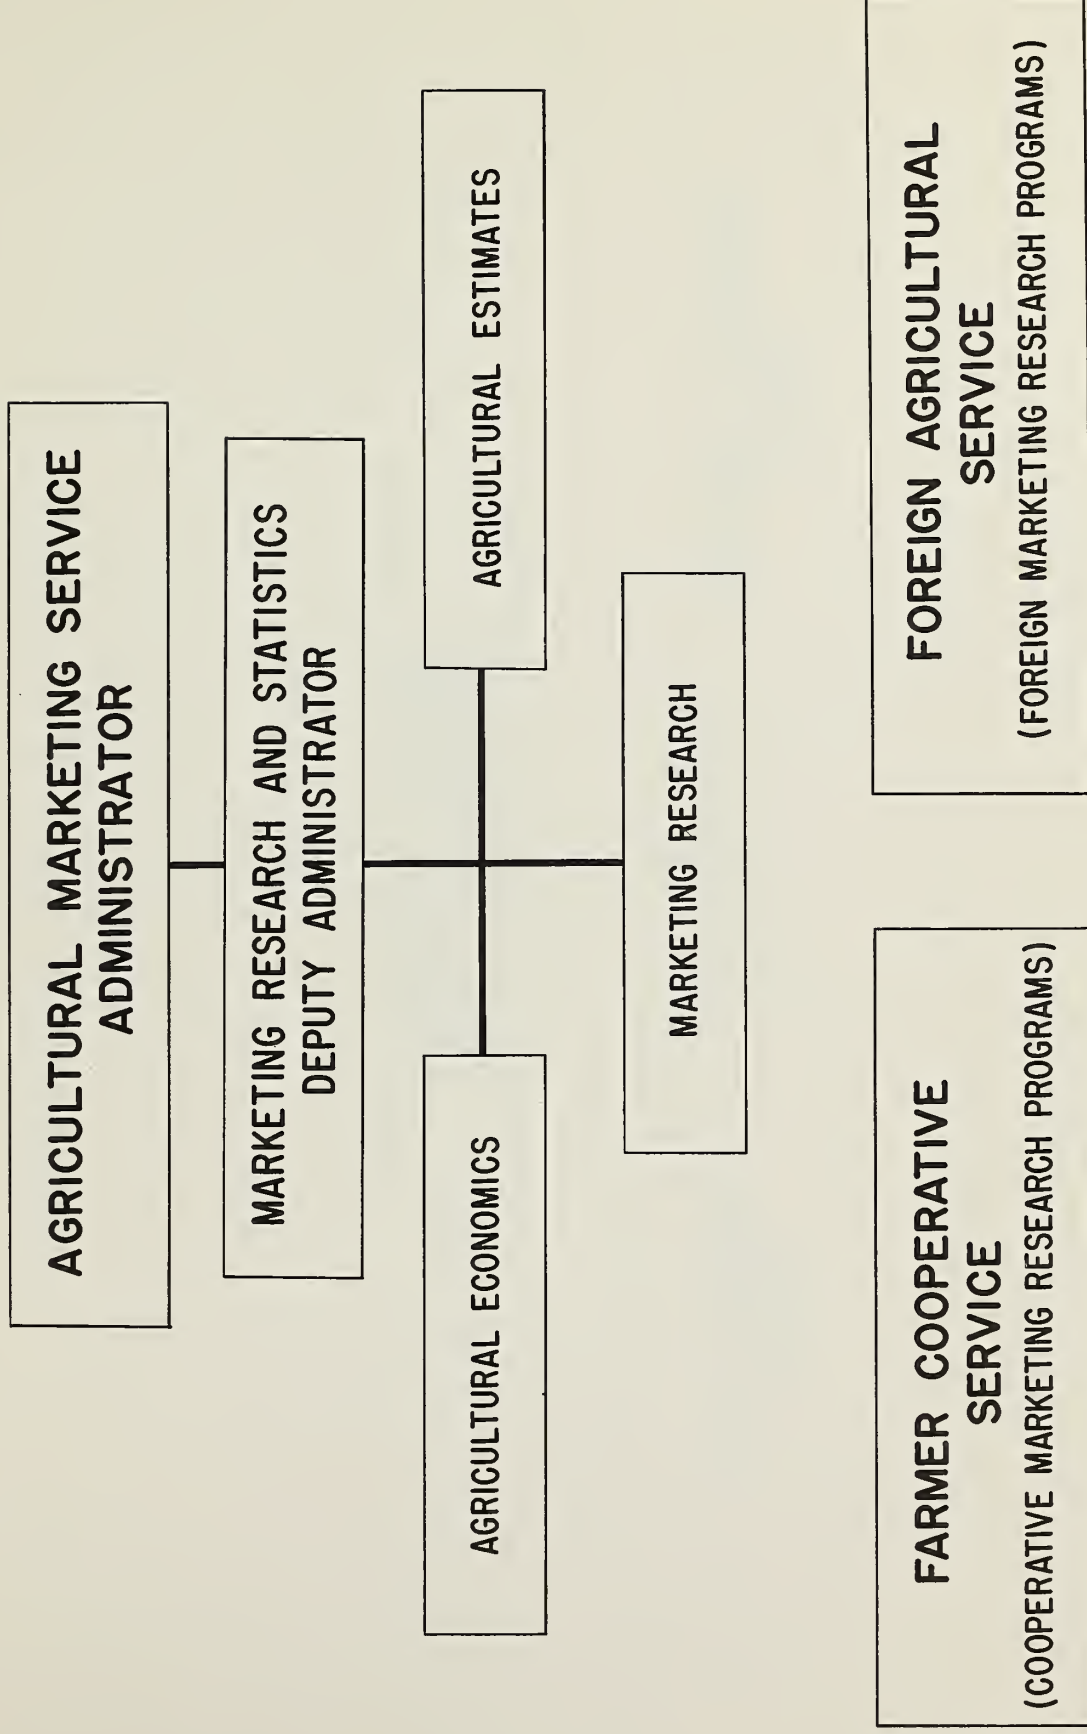 AGRICULTURAL MARKETING SERVICE
ADMINISTRATOR
MARKETING RESEARCH AND STATISTICS
DEPUTY ADMINISTRATOR
AGRICULTURAL ECONOMICS
AGRICULTURAL ESTIMATES
MARKETING RESEARCH
FARMER COOPERATIVE
SERVICE
(COOPERATIVE MARKETING RESEARCH PROGRAMS)
FOREIGN AGRICULTURAL
SERVICE
(FOREIGN MARKETING RESEARCH PROGRAMS)